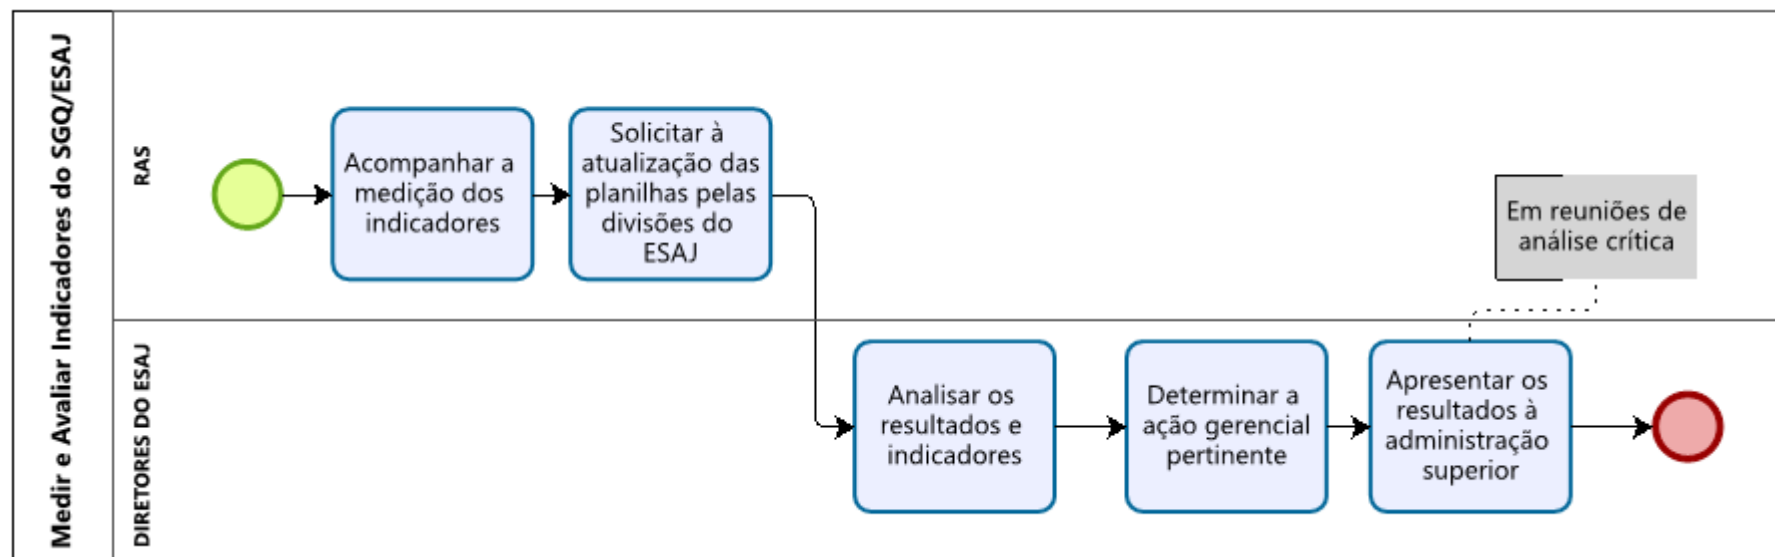 Medir e Avaliar Indicadores do SGQ/ESAJ
RAS
Acompanhar a
medição dos
indicadores
Solicitar à
atualização das
planilhas pelas
divisões do
ESAJ
Em reuniões de
análise crítica
DIRETORES DO ESAJ
Analisar os
resultados e
indicadores
Determinar a
ação gerencial
pertinente
Apresentar os
resultados à
administração
superior